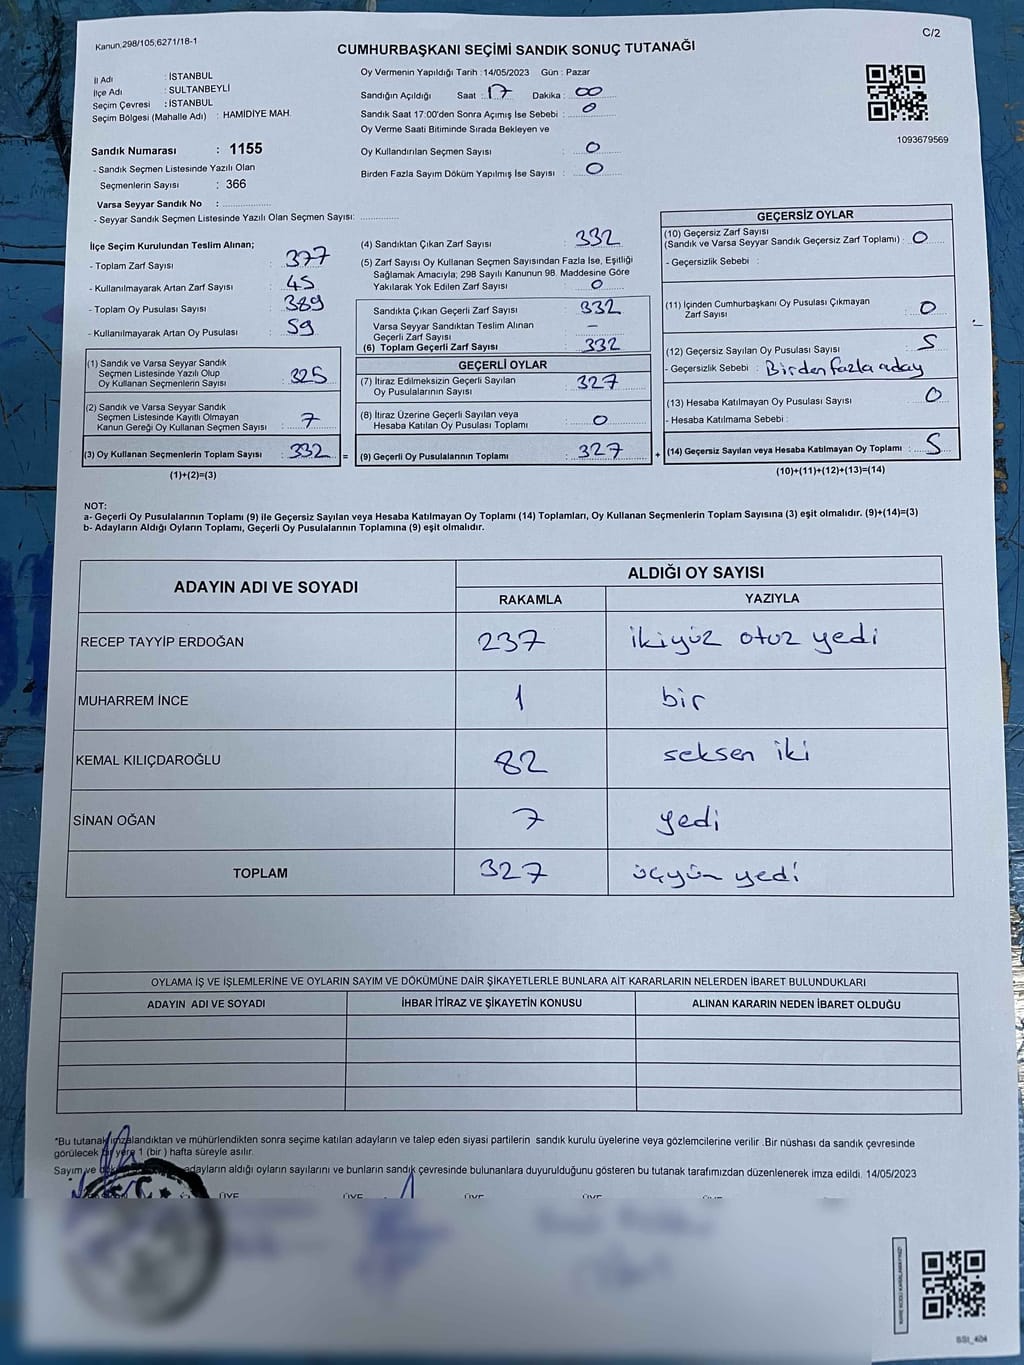 Kanun.298/105,6271/18-1
C/2
CUMHURBAŞKANI SEÇİMİ SANDIK SONUÇ TUTANAĞI
İl Adı : İSTANBUL
İlçe Adı : SULTANBEYLİ
Seçim Çevresi : İSTANBUL
Seçim Bölgesi (Mahalle Adı) : HAMİDİYE MAH.
Sandık Numarası : 1155
- Sandık Seçmen Listesinde Yazılı Olan
Seçmenlerin Sayısı : 366
Varsa Seyyar Sandık No :
- Seyyar Sandık Seçmen Listesinde Yazılı Olan Seçmen Sayısı:
Oy Vermenin Yapıldığı Tarih : 14/05/2023 Gün : Pazar
Sandığın Açıldığı Saat : 17 Dakika : 00
Sandık Saat 17:00'den Sonra Açımış İse Sebebi : 0
Oy Verme Saati Bitiminde Sırada Bekleyen ve
Oy Kullandırılan Seçmen Sayısı : 0
Birden Fazla Sayım Döküm Yapılmış İse Sayısı : 0
1093679569
İlçe Seçim Kurulundan Teslim Alınan;
- Toplam Zarf Sayısı : 377
- Kullanılmayarak Artan Zarf Sayısı : 45
- Toplam Oy Pusulası Sayısı : 389
- Kullanılmayarak Artan Oy Pusulası : 59
(1) Sandık ve Varsa Seyyar Sandık
Seçmen Listesinde Yazılı Olup
Oy Kullanan Seçmenlerin Sayısı : 325
(2) Sandık ve Varsa Seyyar Sandık
Seçmen Listesinde Kayıtlı Olmayan
Kanun Gereği Oy Kullanan Seçmen Sayısı : 7
(3) Oy Kullanan Seçmenlerin Toplam Sayısı : 332 =
(1)+(2)=(3)
(4) Sandıktan Çıkan Zarf Sayısı : 332
(5) Zarf Sayısı Oy Kullanan Seçmen Sayısından Fazla İse, Eşitliği
Sağlamak Amacıyla; 298 Sayılı Kanunun 98. Maddesine Göre
Yakılarak Yok Edilen Zarf Sayısı : 0
Sandıkta Çıkan Geçerli Zarf Sayısı : 332
Varsa Seyyar Sandıktan Teslim Alınan
Geçerli Zarf Sayısı : -
(6) Toplam Geçerli Zarf Sayısı : 332
GEÇERLİ OYLAR
(7) İtiraz Edilmeksizin Geçerli Sayılan
Oy Pusulalarının Sayısı : 327
(8) İtiraz Üzerine Geçerli Sayılan veya
Hesaba Katılan Oy Pusulası Toplamı : 0
(9) Geçerli Oy Pusulalarının Toplamı : 327 +
GEÇERSİZ OYLAR
(10) Geçersiz Zarf Sayısı
(Sandık ve Varsa Seyyar Sandık Geçersiz Zarf Toplamı) : 0
- Geçersizlik Sebebi :
(11) İçinden Cumhurbaşkanı Oy Pusulası Çıkmayan
Zarf Sayısı : 0
(12) Geçersiz Sayılan Oy Pusulası Sayısı : 5
- Geçersizlik Sebebi : Birden fazla aday
(13) Hesaba Katılmayan Oy Pusulası Sayısı : 0
- Hesaba Katılmama Sebebi :
(14) Geçersiz Sayılan veya Hesaba Katılmayan Oy Toplamı : 5
(10)+(11)+(12)+(13)=(14)
NOT:
a- Geçerli Oy Pusulalarının Toplamı (9) ile Geçersiz Sayılan veya Hesaba Katılmayan Oy Toplamı (14) Toplamları, Oy Kullanan Seçmenlerin Toplam Sayısına (3) eşit olmalıdır. (9)+(14)=(3)
b- Adayların Aldığı Oyların Toplamı, Geçerli Oy Pusulalarının Toplamına (9) eşit olmalıdır.
ADAYIN ADI VE SOYADI ALDIĞI OY SAYISI
RAKAMLA YAZIYLA
RECEP TAYYİP ERDOĞAN 237 ikiyüz otuz yedi
MUHARREM İNCE 1 bir
KEMAL KILIÇDAROĞLU 82 seksen iki
SİNAN OĞAN 7 yedi
TOPLAM 327 yedi
OYLAMA İŞ VE İŞLEMLERİNE VE OYLARIN SAYIM VE DÖKÜMÜNE DAİR ŞİKAYETLERLE BUNLARA AİT KARARLARIN NELERDEN İBARET BULUNDUKLARI
ADAYIN ADI VE SOYADI İHBAR İTİRAZ VE ŞİKAYETİN KONUSU ALINAN KARARIN NEDEN İBARET OLDUĞU
*Bu tutanak imzalandıktan ve mühürlendikten sonra seçime katılan adayların ve talep eden siyasi partilerin sandık kurulu üyelerine veya gözlemcilerine verilir .Bir nüshası da sandık çevresinde
görülecek bir yere 1 (bir ) hafta süreyle asılır.
Sayım ve adayların aldığı oyların sayılarını ve bunların sandık çevresinde bulunanlara duyurulduğunu gösteren bu tutanak tarafımızdan düzenlenerek imza edildi. 14/05/2023
ÜYE ÜYE ÜYE ÜYE